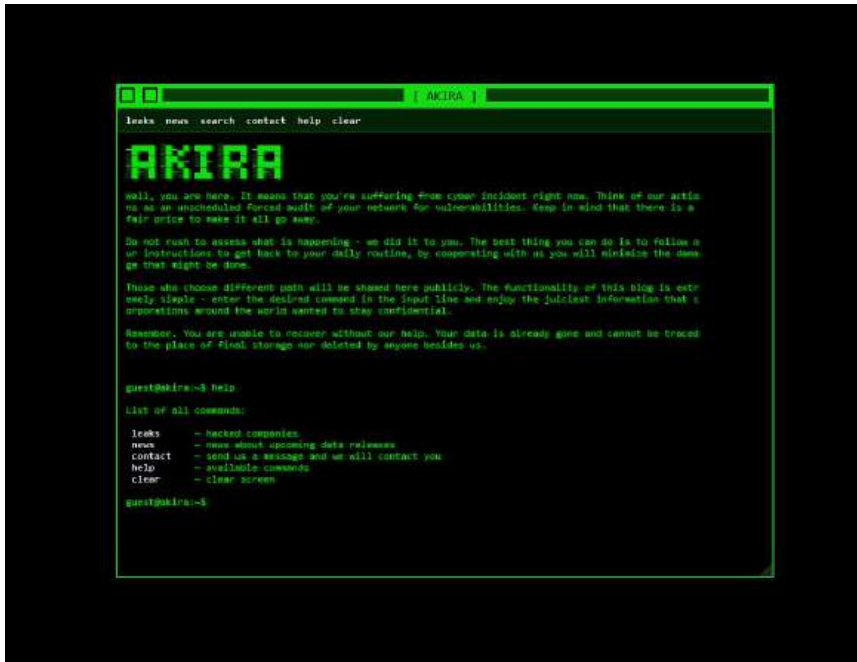 [ AKIRA ]
leaks news search contact help clear
AKIRA
Well, you are here. It means that you're suffering from cyber incident right now. Think of our actio
ns as an unscheduled forced audit of your network for vulnerabilities. Keep in mind that there is a
fair price to make it all go away.
Do not rush to assess what is happening - we did it to you. The best thing you can do is to follow o
ur instructions to get back to your daily routine, by cooperating with us you will minimize the dama
ge that might be done.
Those who choose different path will be shamed here publicly. The functionality of this blog is extr
emely simple - enter the desired command in the input line and enjoy the juiciest information that c
orporations around the world wanted to stay confidential.
Remember. You are unable to recover without our help. Your data is already gone and cannot be traced
to the place of final storage nor deleted by anyone besides us.
guest@akira:~$ help
List of all commands:
leaks - hacked companies
news - news about upcoming data releases
contact - send us a message and we will contact you
help - available commands
clear - clear screen
guest@akira:~$